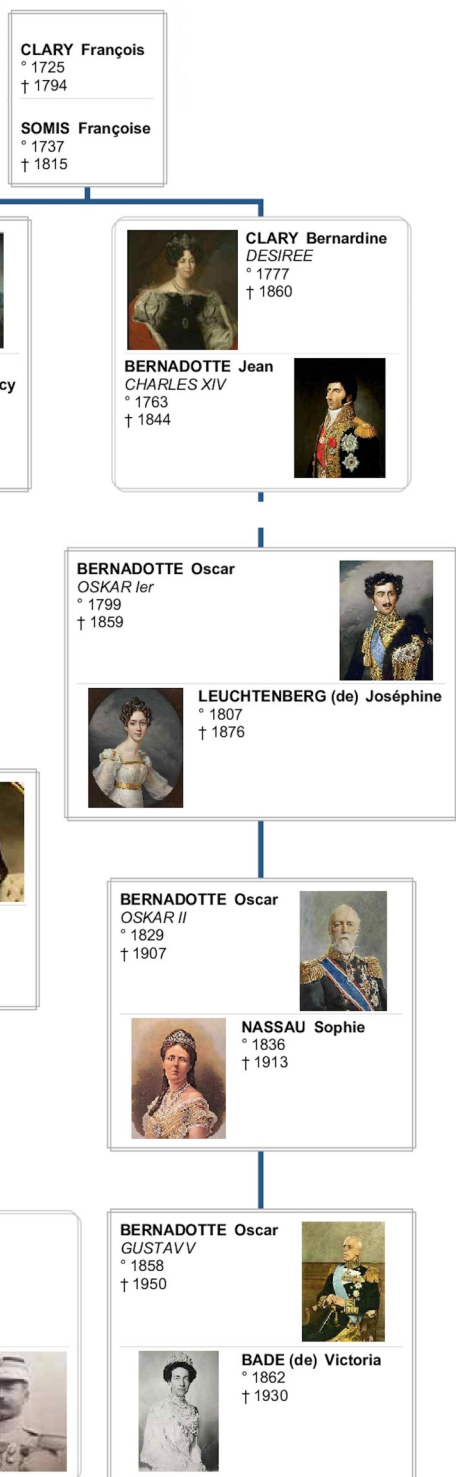 CLARY François
° 1725
† 1794
SOMIS Françoise
° 1737
† 1815
CLARY Bernardine
DESIREE
° 1777
† 1860
cy
BERNADOTTE Jean
CHARLES XIV
° 1763
† 1844
BERNADOTTE Oscar
OSKAR Ier
° 1799
† 1859
LEUCHTENBERG (de) Joséphine
° 1807
† 1876
BERNADOTTE Oscar
OSKAR II
° 1829
† 1907
NASSAU Sophie
° 1836
† 1913
BERNADOTTE Oscar
GUSTAV V
° 1858
† 1950
BADE (de) Victoria
° 1862
† 1930